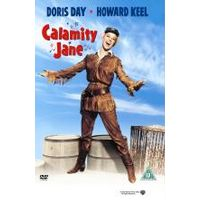 DORIS DAY • HOWARD KEEL
Calamity Jane
DVD
U